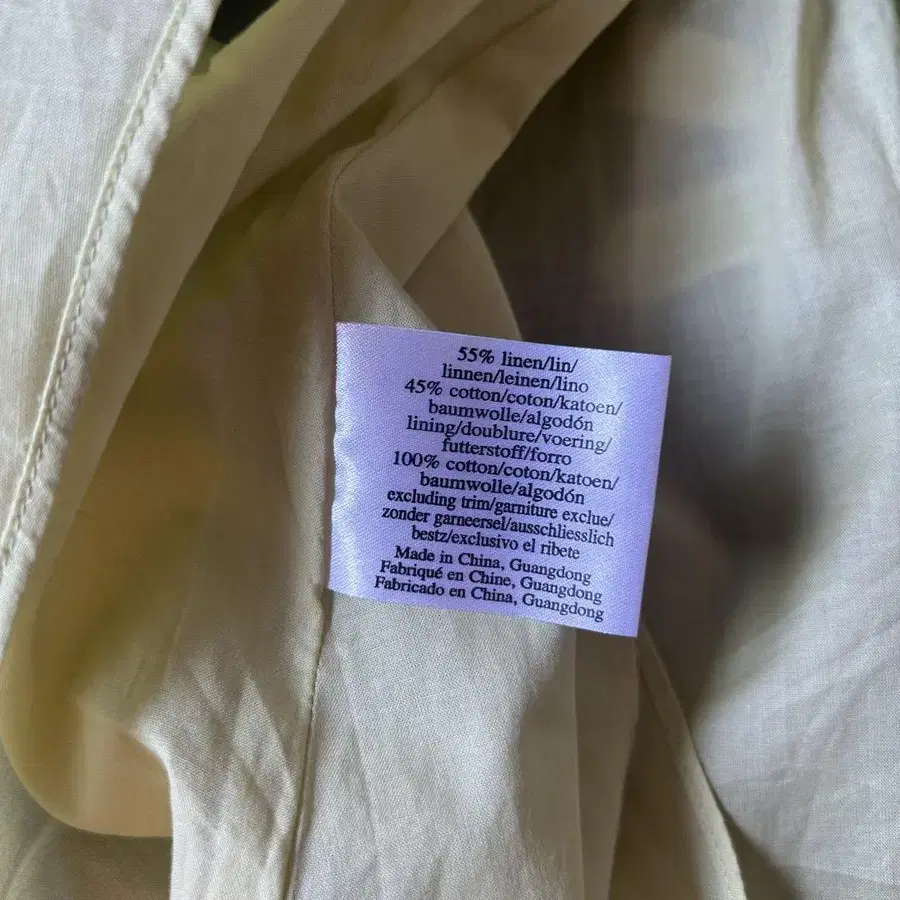 55% linen/lin/
linnen/leinen/lino
45% cotton/coton/katoen/
baumwolle/algodón
lining/doublure/voering/
futterstoff/forro
100% cotton/coton/katoen/
baumwolle/algodón
excluding trim/garniture exclue/
zonder garneersel/ausschliesslich
bestz/exclusivo el ribete
Made in China, Guangdong
Fabriqué en Chine, Guangdong
Fabricado en China, Guangdong